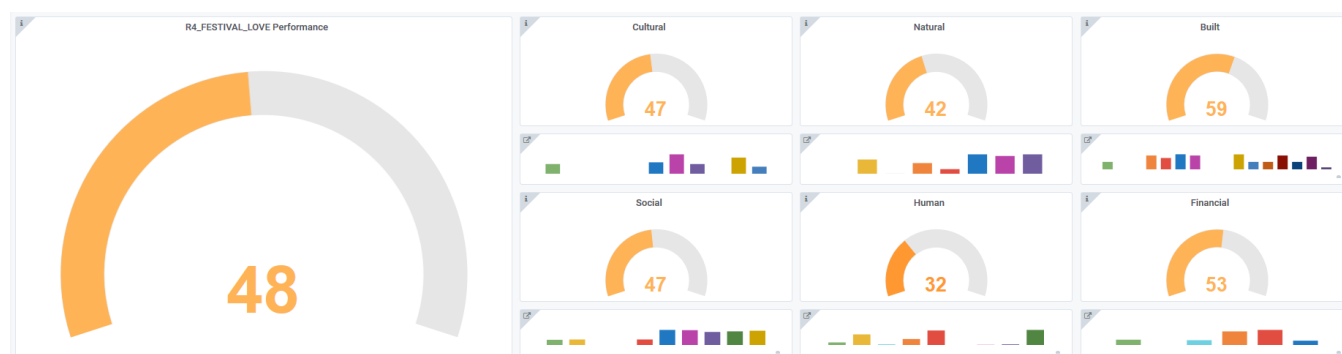 R4_FESTIVAL_LOVE Performance
48
Cultural
47
Natural
42
Built
59
Social
47
Human
32
Financial
53